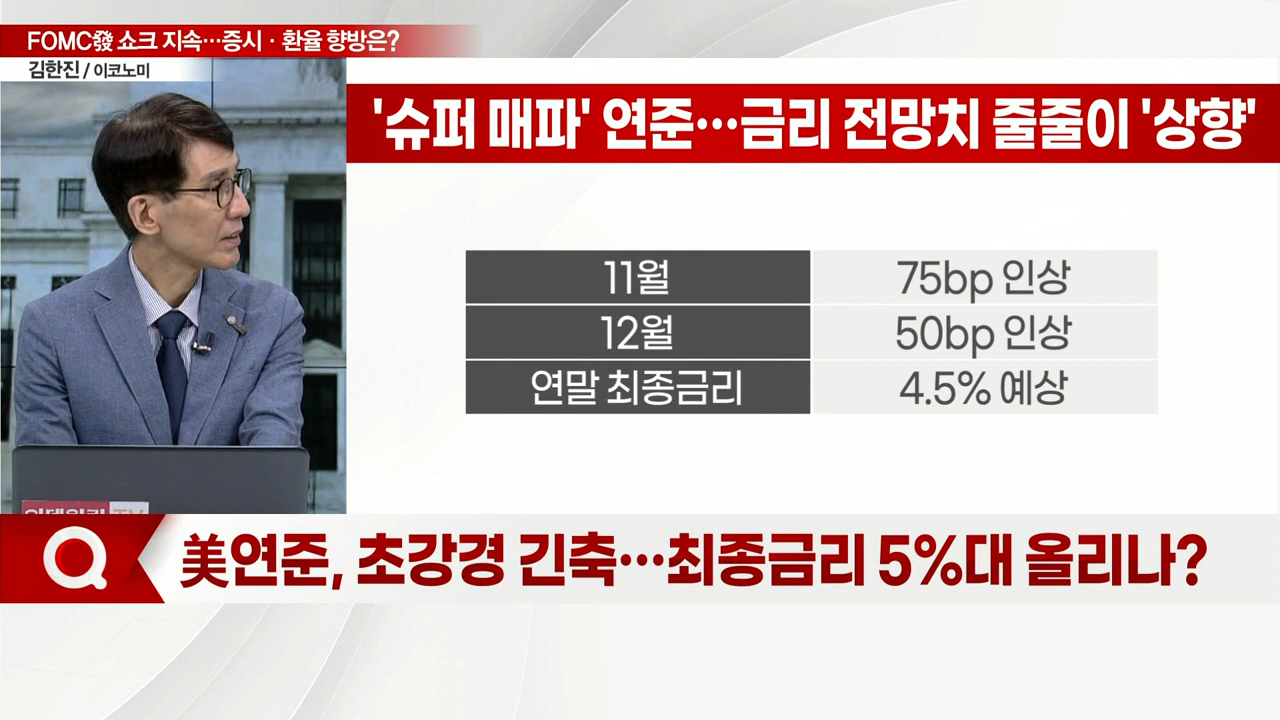 FOMC發 쇼크 지속…증시·환율 향방은?
김한진 / 이코노미
'슈퍼 매파' 연준…금리 전망치 줄줄이 '상향'
11월 75bp 인상
12월 50bp 인상
연말 최종금리 4.5% 예상
TV
Q 美연준, 초강경 긴축…최종금리 5%대 올리나?